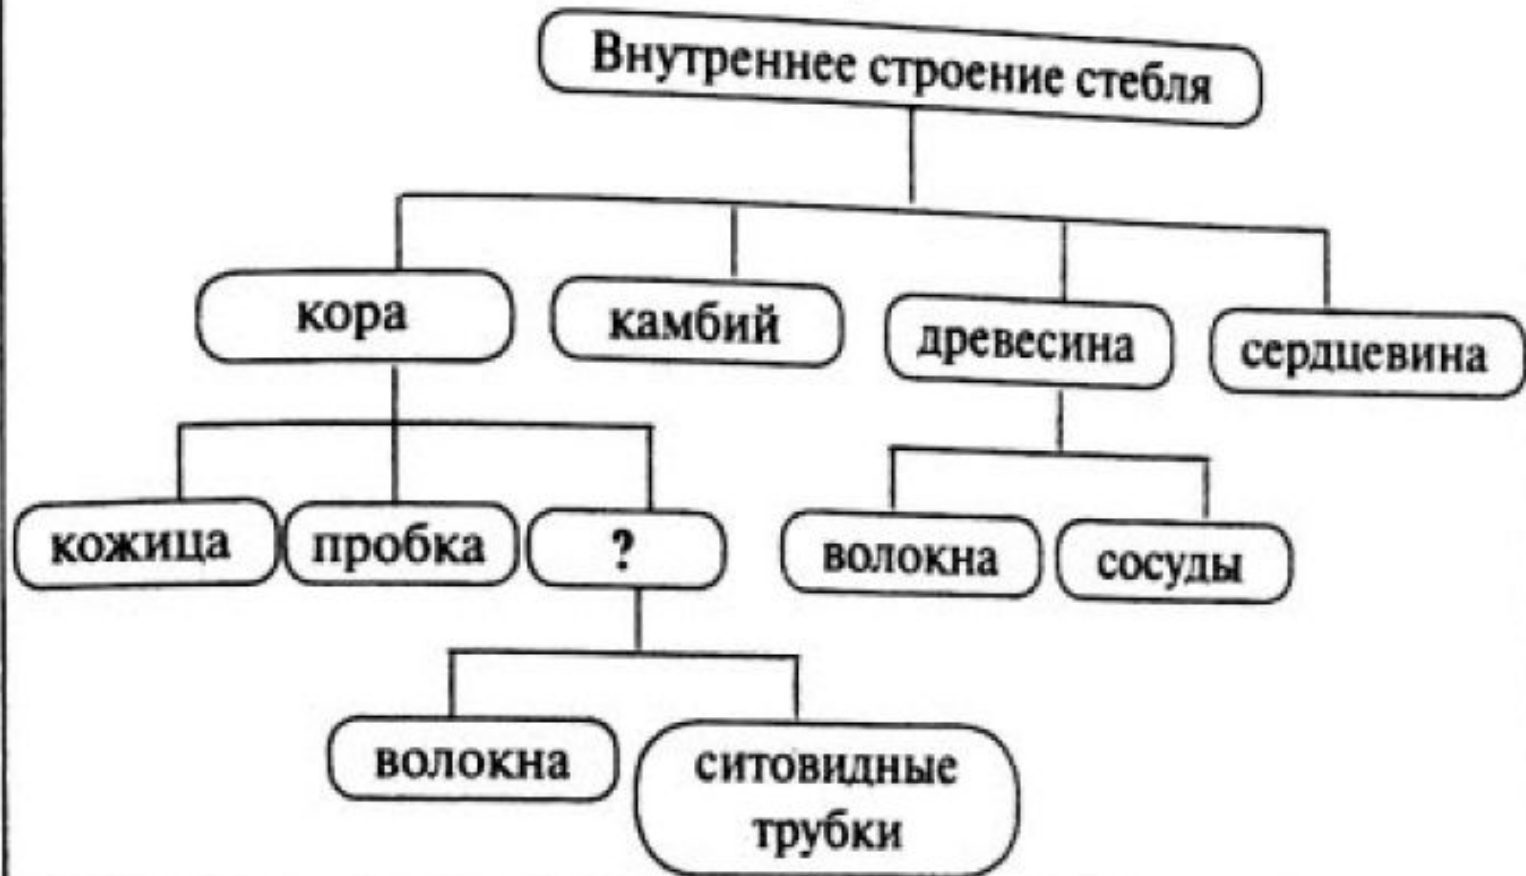 Внутреннее строение стебля
кора
камбий
древесина
сердцевина
кожица
пробка
?
волокна
сосуды
волокна
ситовидные
трубки